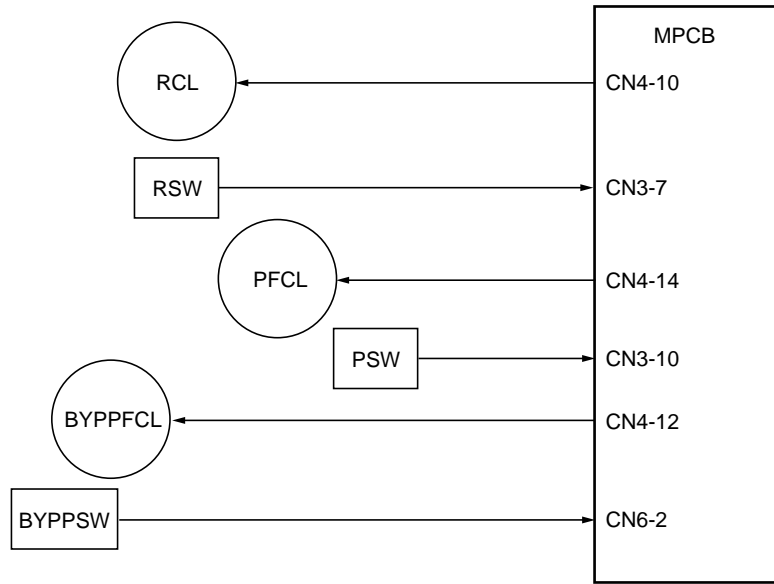 MPCB
RCL
CN4-10
RSW
CN3-7
PFCL
CN4-14
PSW
CN3-10
BYPPFCL
CN4-12
BYPPSW
CN6-2